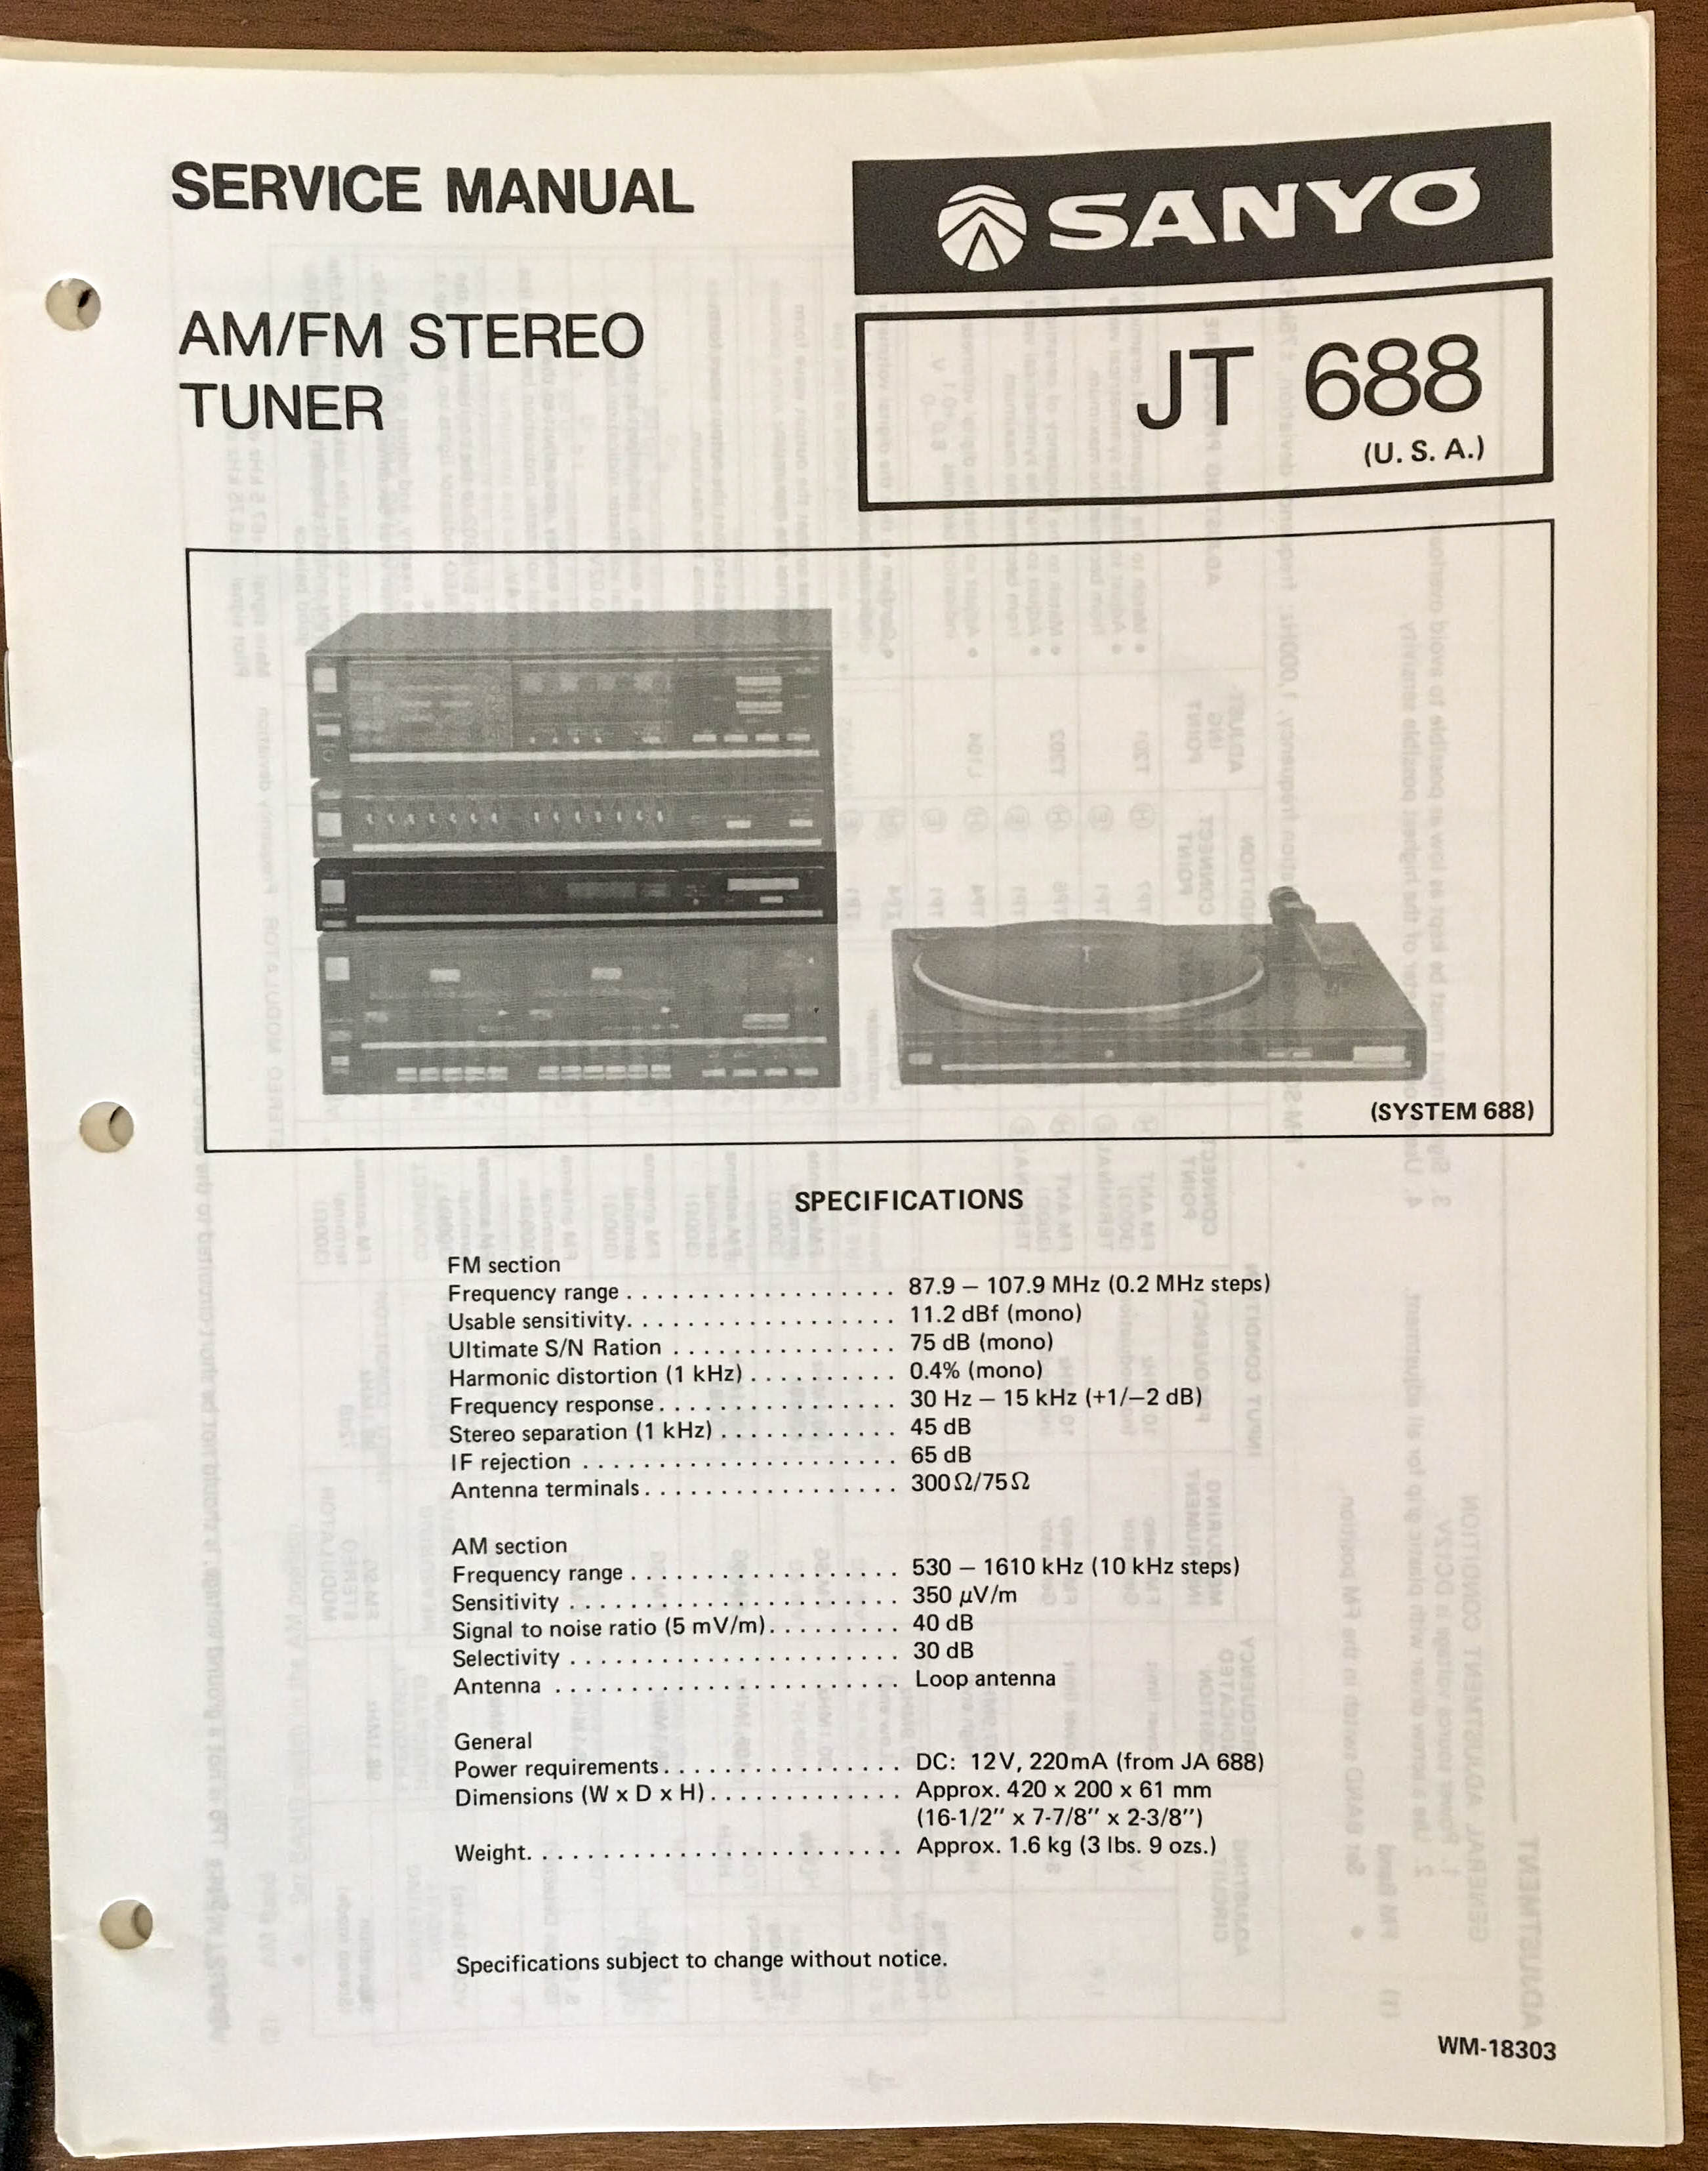 SERVICE MANUAL
SANYO
AM/FM STEREO
TUNER
JT 688
(U. S. A.)
(SYSTEM 688)
SPECIFICATIONS
FM section
Frequency range . . . . . . . . . . . . . . . . . . 87.9 – 107.9 MHz (0.2 MHz steps)
Usable sensitivity. . . . . . . . . . . . . . . . . . 11.2 dBf (mono)
Ultimate S/N Ration . . . . . . . . . . . . . . . 75 dB (mono)
Harmonic distortion (1 kHz) . . . . . . . . . . 0.4% (mono)
Frequency response. . . . . . . . . . . . . . . . 30 Hz – 15 kHz (+1/–2 dB)
Stereo separation (1 kHz) . . . . . . . . . . . . 45 dB
IF rejection . . . . . . . . . . . . . . . . . . . . . 65 dB
Antenna terminals. . . . . . . . . . . . . . . . . 300Ω/75Ω
AM section
Frequency range . . . . . . . . . . . . . . . . . . 530 – 1610 kHz (10 kHz steps)
Sensitivity . . . . . . . . . . . . . . . . . . . . . . 350 μV/m
Signal to noise ratio (5 mV/m). . . . . . . . . 40 dB
Selectivity . . . . . . . . . . . . . . . . . . . . . . 30 dB
Antenna . . . . . . . . . . . . . . . . . . . . . . . Loop antenna
General
Power requirements. . . . . . . . . . . . . . . . DC: 12V, 220mA (from JA 688)
Dimensions (W x D x H). . . . . . . . . . . . . Approx. 420 x 200 x 61 mm
(16-1/2" x 7-7/8" x 2-3/8")
Weight. . . . . . . . . . . . . . . . . . . . . . . . . Approx. 1.6 kg (3 lbs. 9 ozs.)
Specifications subject to change without notice.
WM-18303